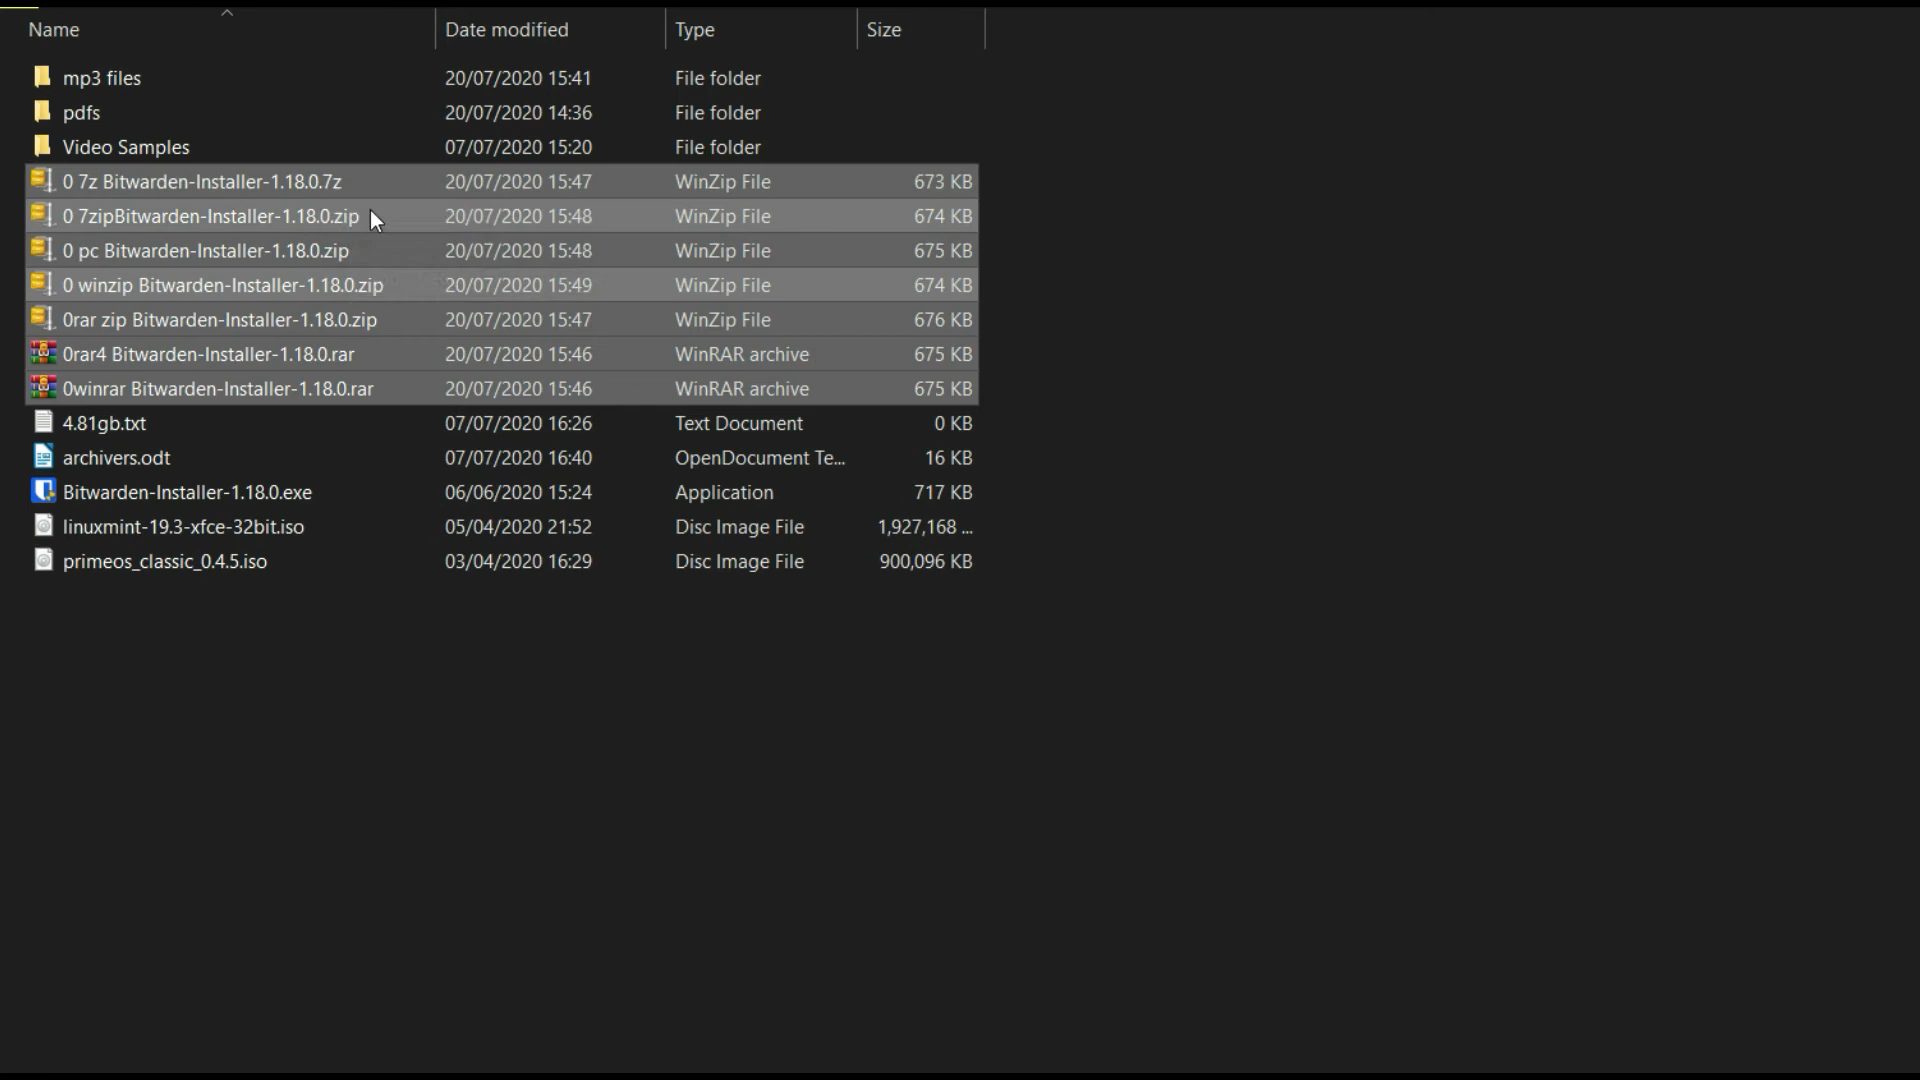 Name Date modified Type Size
mp3 files 20/07/2020 15:41 File folder
pdfs 20/07/2020 14:36 File folder
Video Samples 07/07/2020 15:20 File folder
0 7z Bitwarden-Installer-1.18.0.7z 20/07/2020 15:47 WinZip File 673 KB
0 7zipBitwarden-Installer-1.18.0.zip 20/07/2020 15:48 WinZip File 674 KB
0 pc Bitwarden-Installer-1.18.0.zip 20/07/2020 15:48 WinZip File 675 KB
0 winzip Bitwarden-Installer-1.18.0.zip 20/07/2020 15:49 WinZip File 674 KB
0rar zip Bitwarden-Installer-1.18.0.zip 20/07/2020 15:47 WinZip File 676 KB
0rar4 Bitwarden-Installer-1.18.0.rar 20/07/2020 15:46 WinRAR archive 675 KB
0winrar Bitwarden-Installer-1.18.0.rar 20/07/2020 15:46 WinRAR archive 675 KB
4.81gb.txt 07/07/2020 16:26 Text Document 0 KB
archivers.odt 07/07/2020 16:40 OpenDocument Te... 16 KB
Bitwarden-Installer-1.18.0.exe 06/06/2020 15:24 Application 717 KB
linuxmint-19.3-xfce-32bit.iso 05/04/2020 21:52 Disc Image File 1,927,168 ...
primeos_classic_0.4.5.iso 03/04/2020 16:29 Disc Image File 900,096 KB